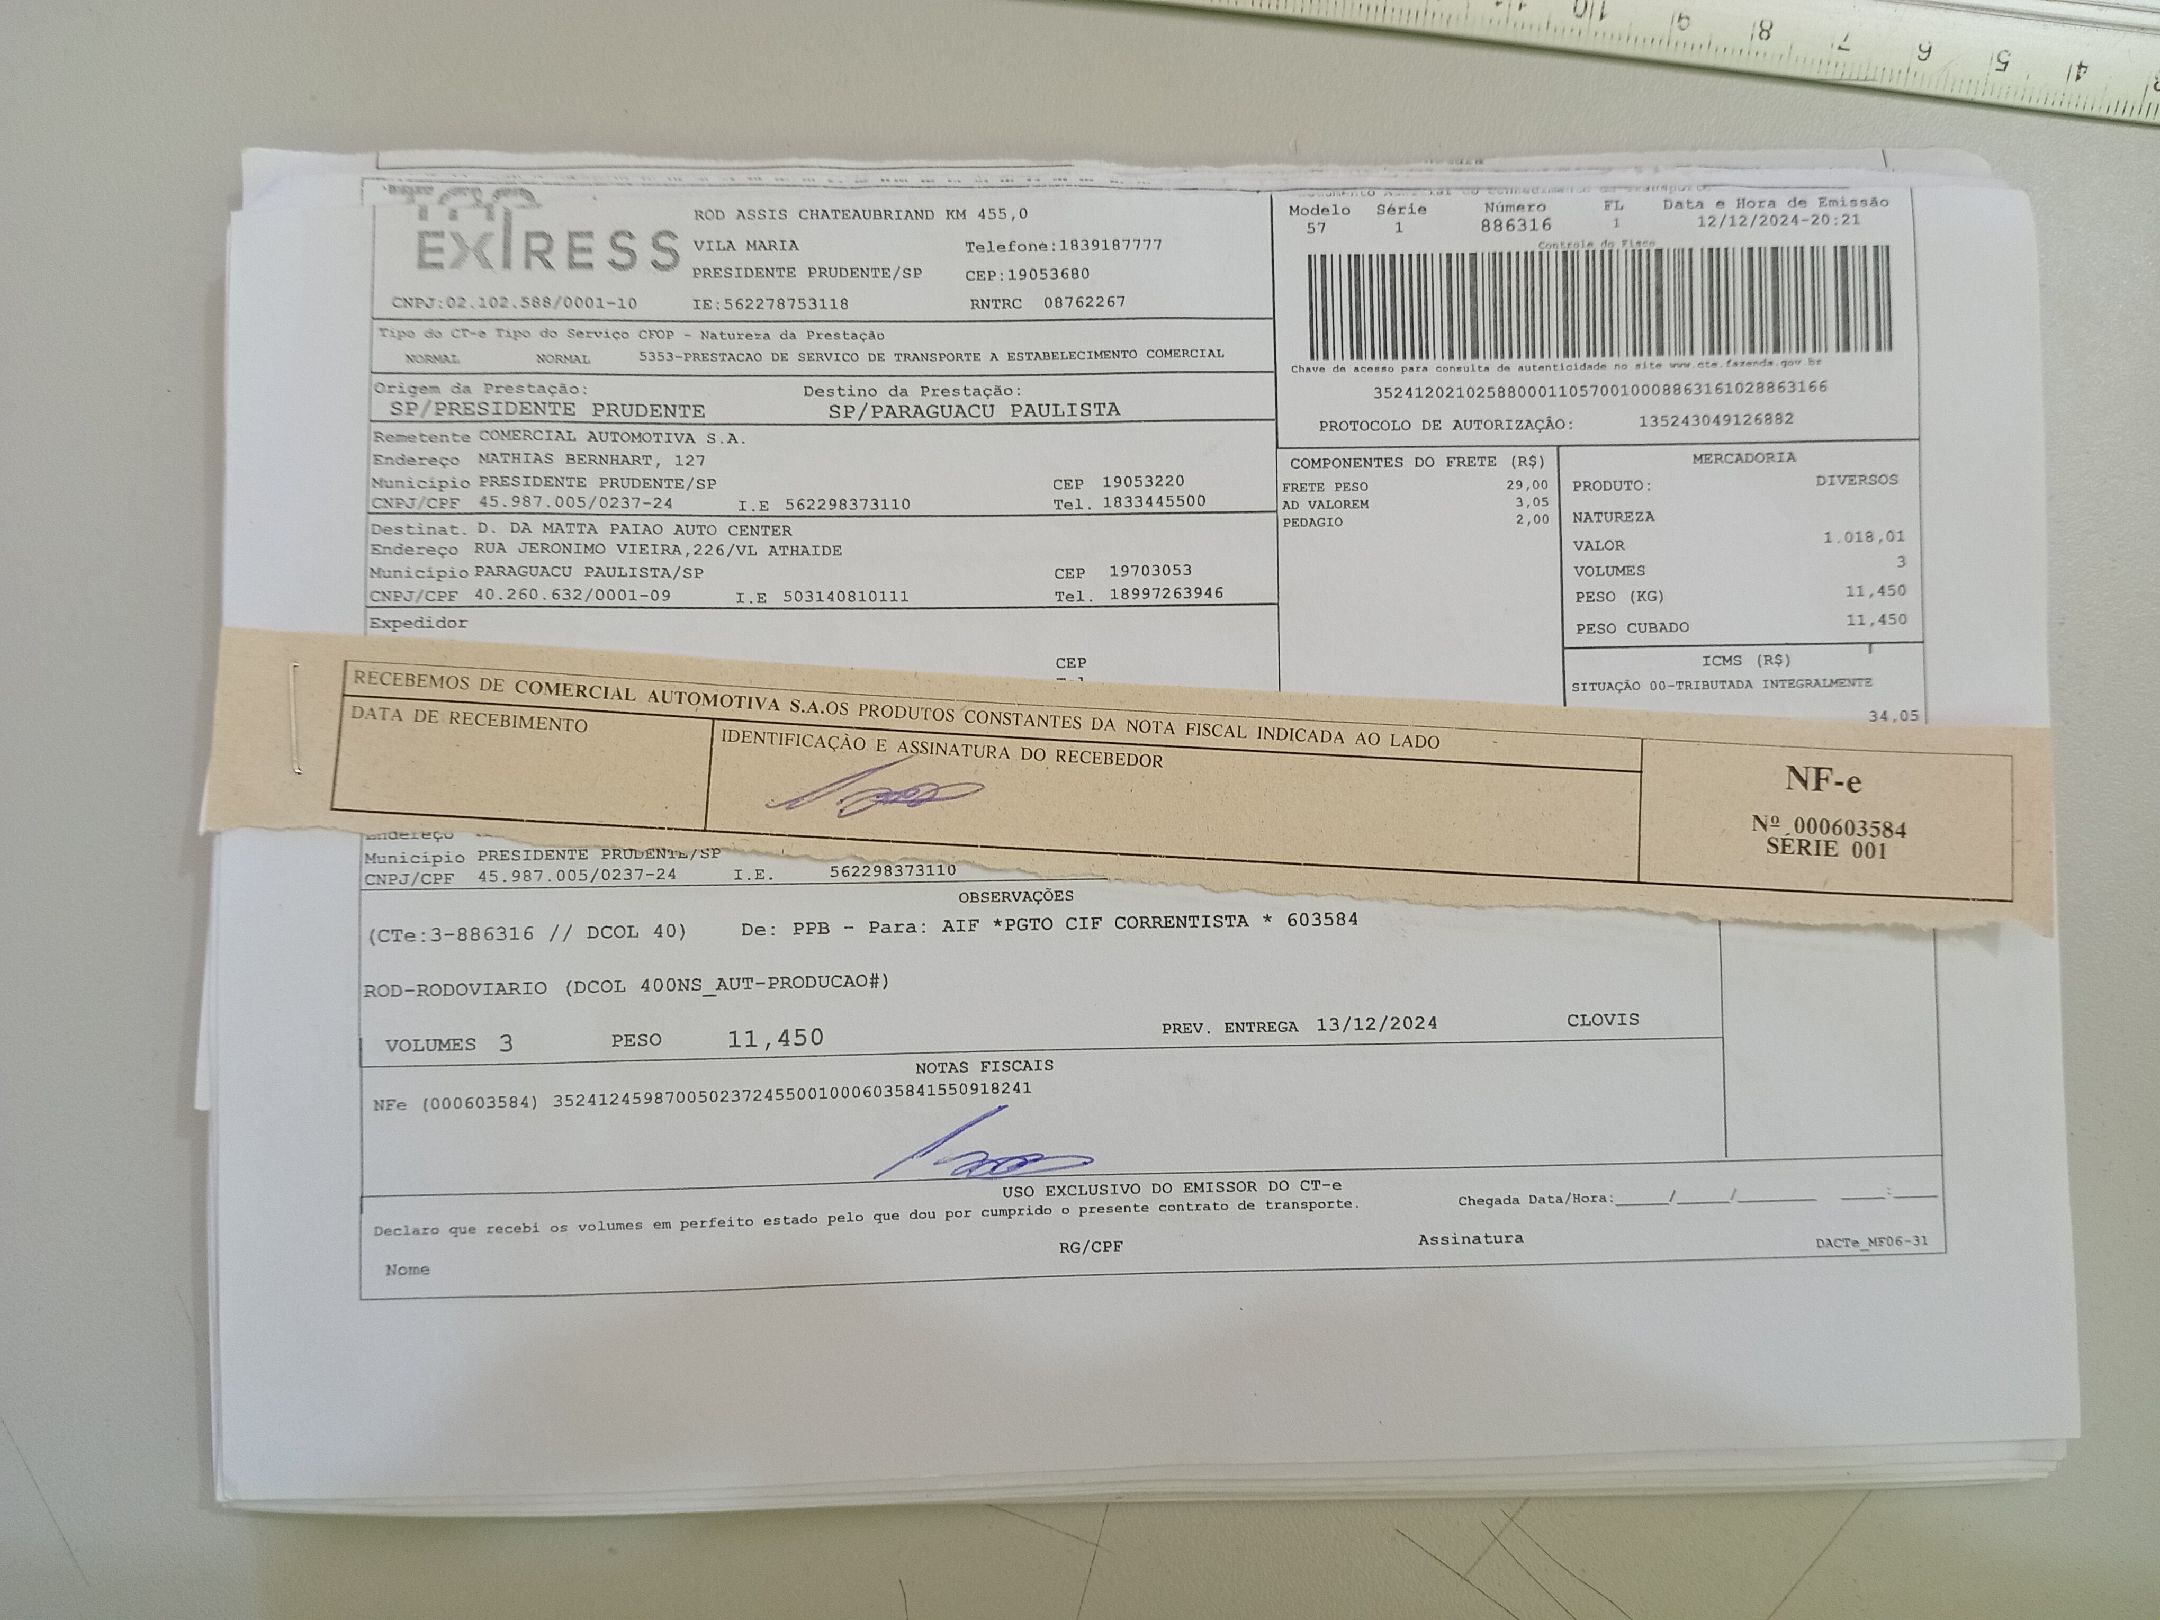 EXPRESS
ROD ASSIS CHATEAUBRIAND KM 455,0
VILA MARIA Telefone:1839187777
PRESIDENTE PRUDENTE/SP CEP:19053680
CNPJ:02.102.588/0001-10 IE:562278753118 RNTRC 08762267
Modelo Série Número FL Data e Hora de Emissão
57 1 886316 1 12/12/2024-20:21
Controle do Fisco
Chave de acesso para consulta de autenticidade no site www.cte.fazenda.gov.br
35241202102588000110570010008863161028863166
PROTOCOLO DE AUTORIZAÇÃO: 135243049126882
Tipo do CT-e Tipo do Serviço CFOP - Natureza da Prestação
NORMAL NORMAL 5353-PRESTACAO DE SERVICO DE TRANSPORTE A ESTABELECIMENTO COMERCIAL
Origem da Prestação: Destino da Prestação:
SP/PRESIDENTE PRUDENTE SP/PARAGUACU PAULISTA
Remetente COMERCIAL AUTOMOTIVA S.A.
Endereço MATHIAS BERNHART, 127
Município PRESIDENTE PRUDENTE/SP CEP 19053220
CNPJ/CPF 45.987.005/0237-24 I.E 562298373110 Tel. 1833445500
Destinat. D. DA MATTA PAIAO AUTO CENTER
Endereço RUA JERONIMO VIEIRA,226/VL ATHAIDE
Município PARAGUACU PAULISTA/SP CEP 19703053
CNPJ/CPF 40.260.632/0001-09 I.E 503140810111 Tel. 18997263946
Expedidor
CEP
COMPONENTES DO FRETE (R$)
FRETE PESO 29,00
AD VALOREM 3,05
PEDAGIO 2,00
MERCADORIA
PRODUTO: DIVERSOS
NATUREZA
VALOR 1.018,01
VOLUMES 3
PESO (KG) 11,450
PESO CUBADO 11,450
ICMS (R$)
SITUAÇÃO 00-TRIBUTADA INTEGRALMENTE
34,05
RECEBEMOS DE COMERCIAL AUTOMOTIVA S.A.OS PRODUTOS CONSTANTES DA NOTA FISCAL INDICADA AO LADO
DATA DE RECEBIMENTO
IDENTIFICAÇÃO E ASSINATURA DO RECEBEDOR
NF-e
Nº 000603584
SÉRIE 001
Endereço
Município PRESIDENTE PRUDENTE/SP
CNPJ/CPF 45.987.005/0237-24 I.E. 562298373110
OBSERVAÇÕES
(CTe:3-886316 // DCOL 40) De: PPB - Para: AIF *PGTO CIF CORRENTISTA * 603584
ROD-RODOVIARIO (DCOL 400NS_AUT-PRODUCAO#)
VOLUMES 3 PESO 11,450 PREV. ENTREGA 13/12/2024 CLOVIS
NOTAS FISCAIS
NFe (000603584) 35241245987005023724550010006035841550918241
USO EXCLUSIVO DO EMISSOR DO CT-e
Declaro que recebi os volumes em perfeito estado pelo que dou por cumprido o presente contrato de transporte.
Chegada Data/Hora:_____/_____/_______ ____:____
Nome RG/CPF Assinatura DACTe_MF06-31
10 9 8 7 6 5 4